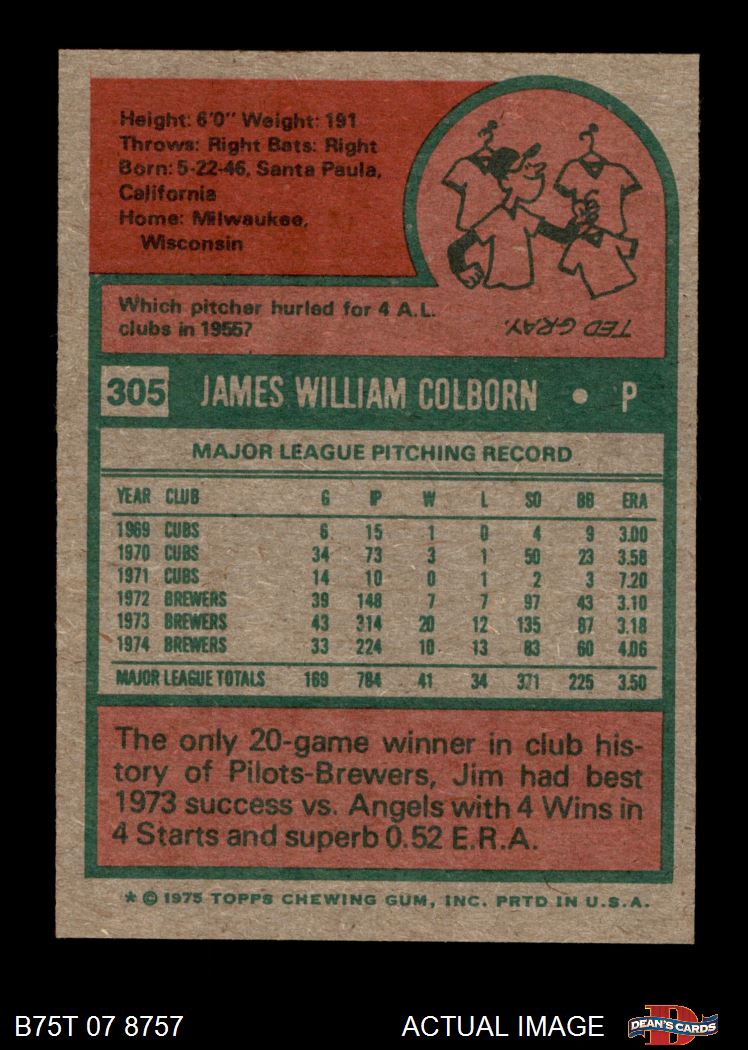 Height: 6'0" Weight: 191
Throws: Right Bats: Right
Born: 5-22-46, Santa Paula,
California
Home: Milwaukee,
Wisconsin
Which pitcher hurled for 4 A.L.
clubs in 1955?
TED GRAY.
305 JAMES WILLIAM COLBORN • P
MAJOR LEAGUE PITCHING RECORD
YEAR CLUB G IP W L SO BB ERA
1969 CUBS 6 15 1 0 4 9 3.00
1970 CUBS 34 73 3 1 50 23 3.58
1971 CUBS 14 10 0 1 2 3 7.20
1972 BREWERS 39 148 7 7 97 43 3.10
1973 BREWERS 43 314 20 12 135 87 3.18
1974 BREWERS 33 224 10 13 83 60 4.06
MAJOR LEAGUE TOTALS 169 784 41 34 371 225 3.50
The only 20-game winner in club his-
tory of Pilots-Brewers, Jim had best
1973 success vs. Angels with 4 Wins in
4 Starts and superb 0.52 E.R.A.
* © 1975 TOPPS CHEWING GUM, INC. PRTD IN U.S.A.
B75T 07 8757 ACTUAL IMAGE D DEAN'S CARDS